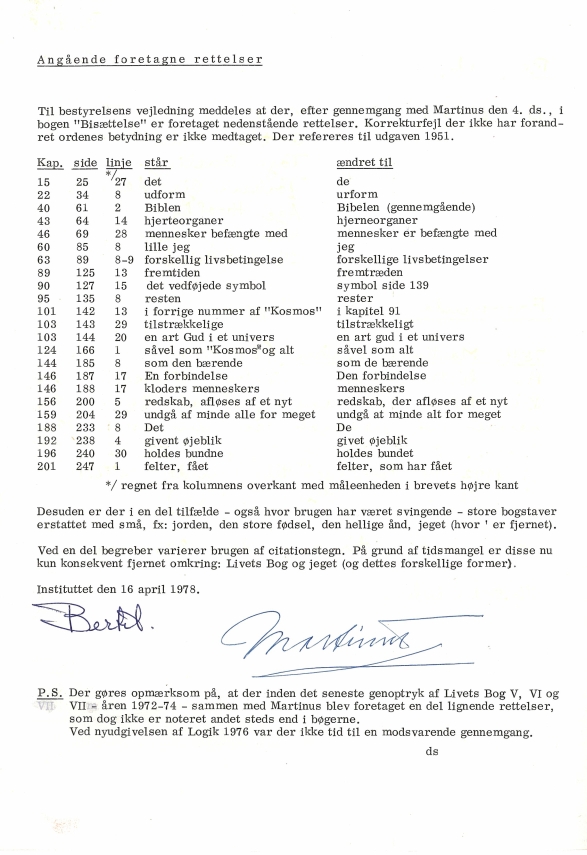 Angående foretagne rettelser
Til bestyrelsens vejledning meddeles at der, efter gennemgang med Martinus den 4. ds., i
bogen "Bisættelse" er foretaget nedenstående rettelser. Korrekturfejl der ikke har forand-
ret ordenes betydning er ikke medtaget. Der refereres til udgaven 1951.
Kap. side linje står ændret til
15 25 */27 det de
22 34 8 udform urform
40 61 2 Biblen Bibelen (gennemgående)
43 64 14 hjerteorganer hjerneorganer
46 69 28 mennesker befængte med mennesker er befængte med
60 85 8 lille jeg jeg
63 89 8-9 forskellig livsbetingelse forskellige livsbetingelser
89 125 13 fremtiden fremtræden
90 127 15 det vedføjede symbol symbol side 139
95 135 8 resten rester
101 142 13 i forrige nummer af "Kosmos" i kapitel 91
103 143 29 tilstrækkelige tilstrækkeligt
103 144 20 en art Gud i et univers en art gud i et univers
124 166 1 såvel som "Kosmos"og alt såvel som alt
144 185 8 som den bærende som de bærende
146 187 17 En forbindelse Den forbindelse
146 188 17 kloders menneskers menneskers
156 200 5 redskab, afløses af et nyt redskab, der afløses af et nyt
159 204 29 undgå af minde alle for meget undgå at minde alt for meget
188 233 8 Det De
192 238 4 givent øjeblik givet øjeblik
196 240 30 holdes bundne holdes bundet
201 247 1 felter, fået felter, som har fået
*/ regnet fra kolumnens overkant med måleenheden i brevets højre kant
Desuden er der i en del tilfælde - også hvor brugen har været svingende - store bogstaver
erstattet med små, fx: jorden, den store fødsel, den hellige ånd, jeget (hvor ' er fjernet).
Ved en del begreber varierer brugen af citationstegn. På grund af tidsmangel er disse nu
kun konsekvent fjernet omkring: Livets Bog og jeget (og dettes forskellige former).
Instituttet den 16 april 1978.
Bertil.
Martinus
P.S. Der gøres opmærksom på, at der inden det seneste genoptryk af Livets Bog V, VI og
VII - åren 1972-74 - sammen med Martinus blev foretaget en del lignende rettelser,
som dog ikke er noteret andet steds end i bøgerne.
Ved nyudgivelsen af Logik 1976 var der ikke tid til en modsvarende gennemgang.
ds